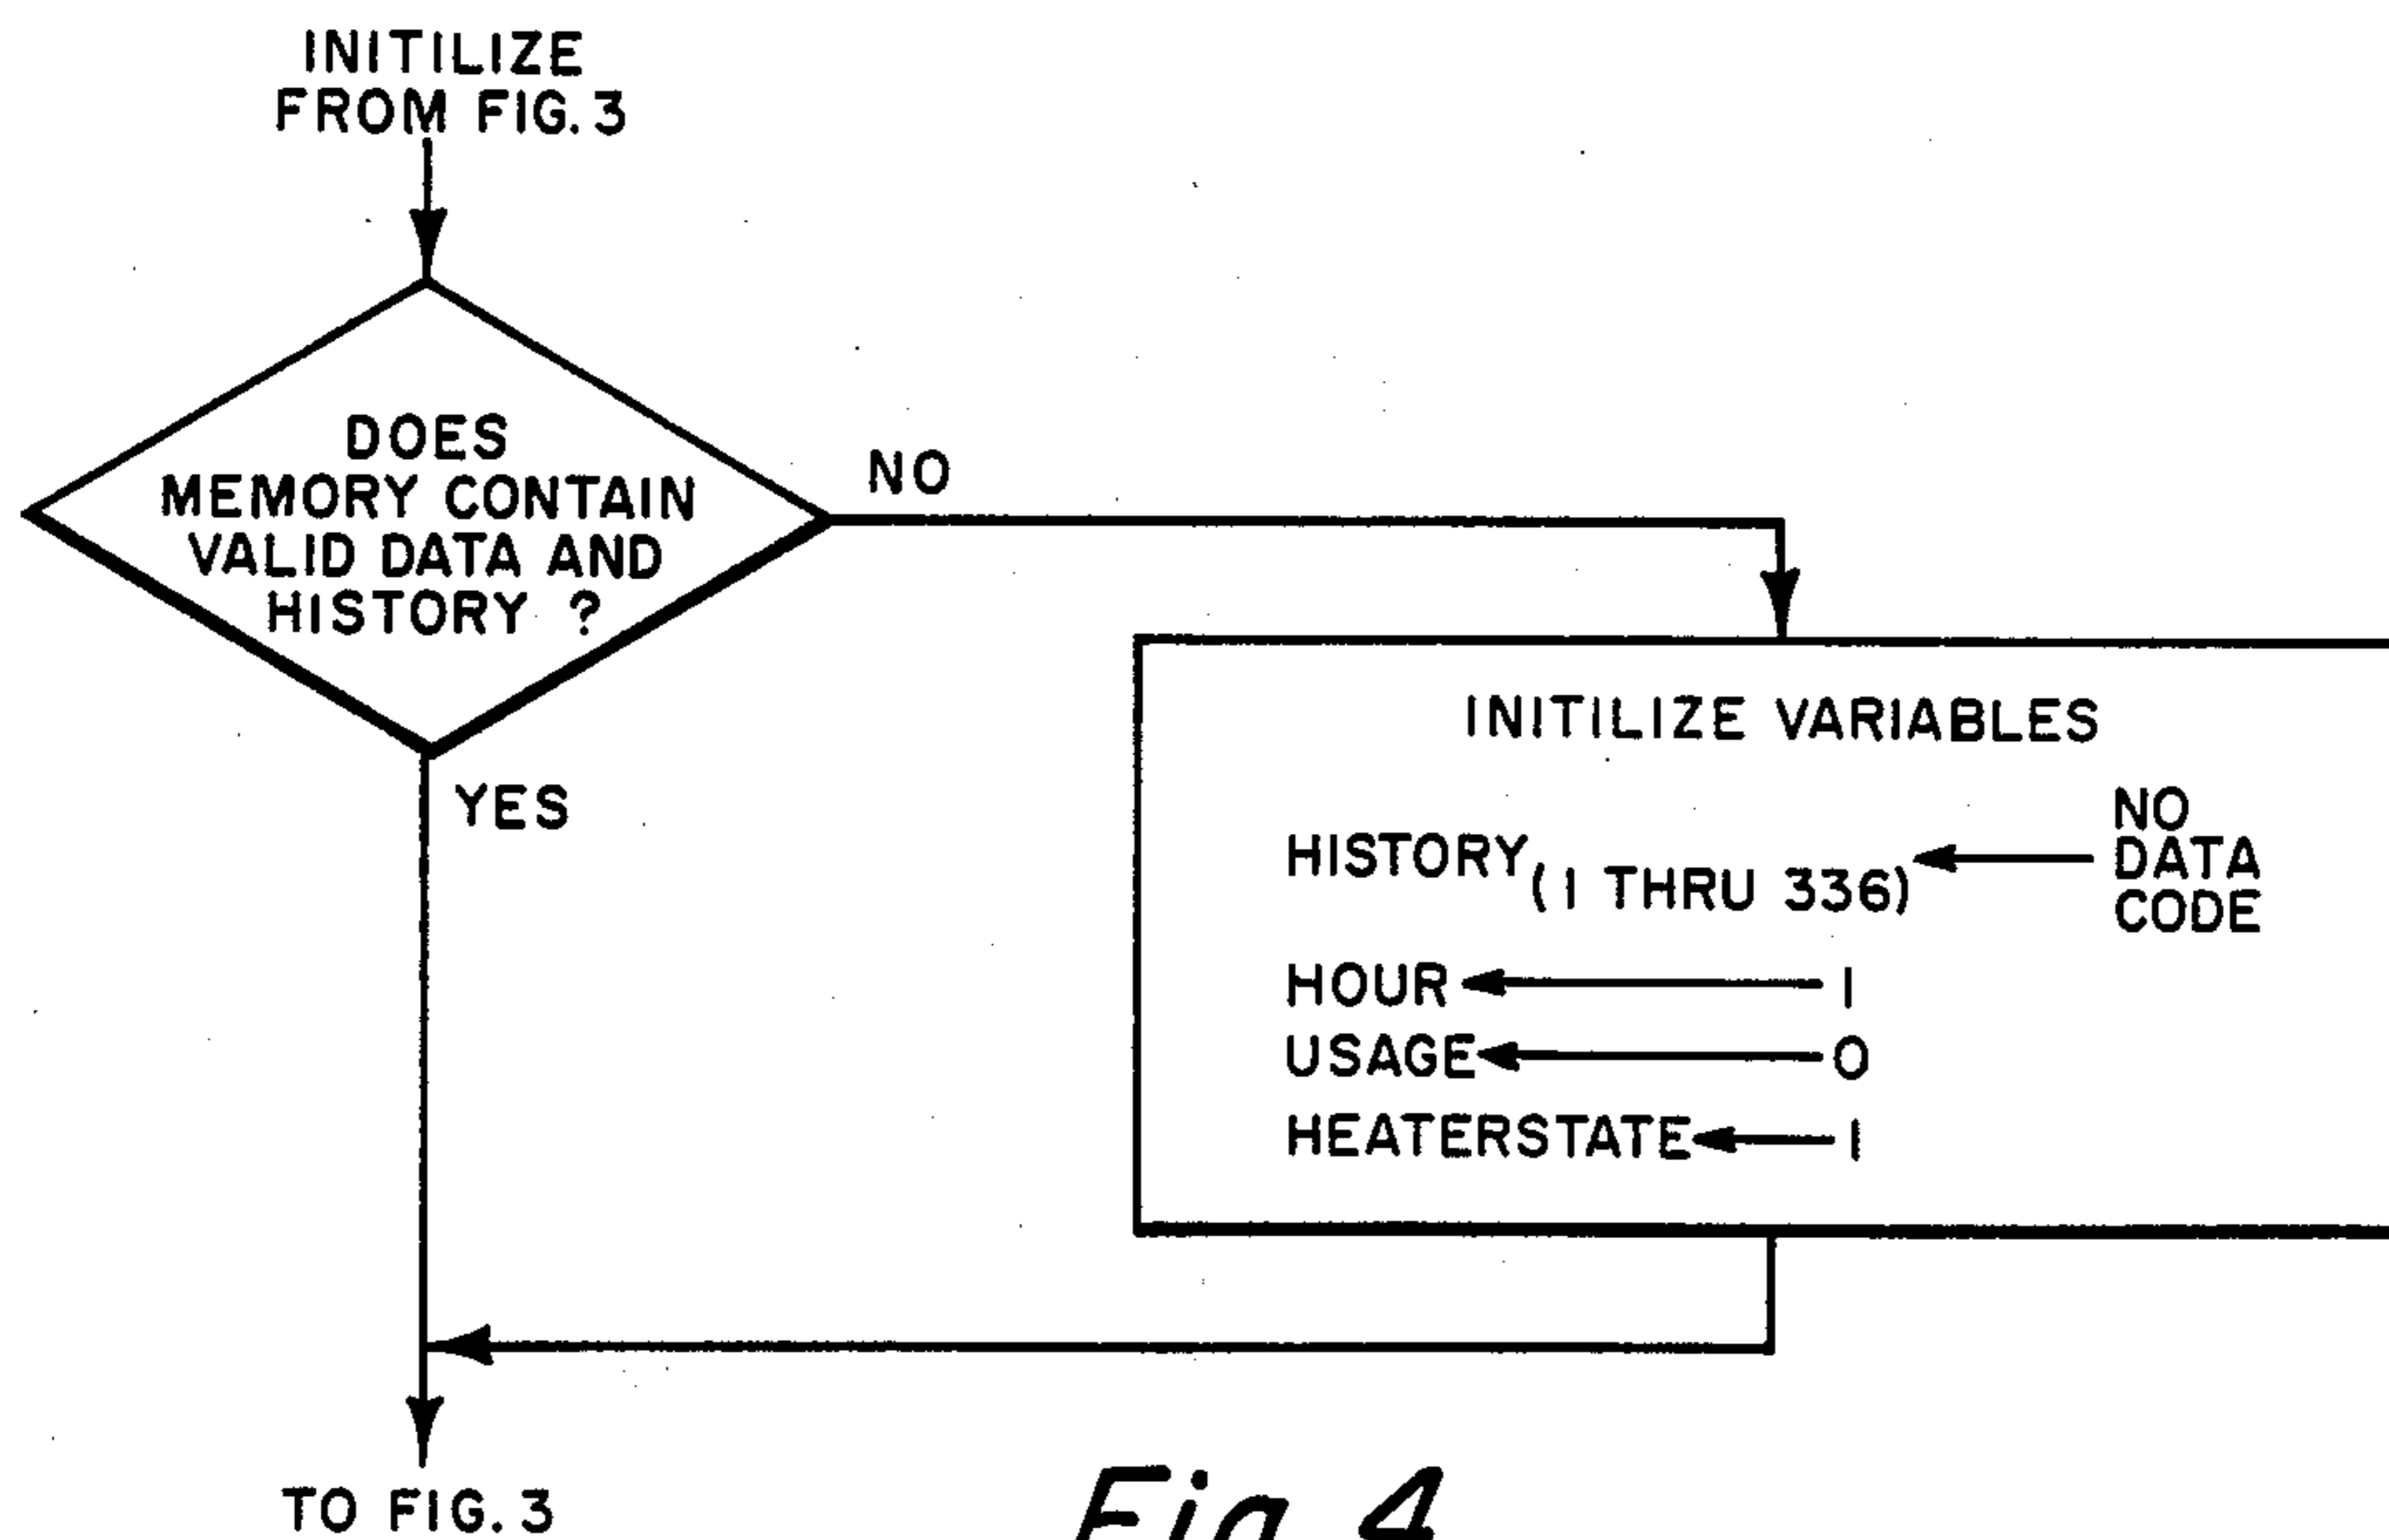 INITILIZE
FROM FIG. 3
DOES
MEMORY CONTAIN
VALID DATA AND
HISTORY ?
NO
YES
INITILIZE VARIABLES
HISTORY (1 THRU 336)
NO
DATA
CODE
HOUR 1
USAGE 0
HEATERSTATE 1
TO FIG. 3
Fig. 4